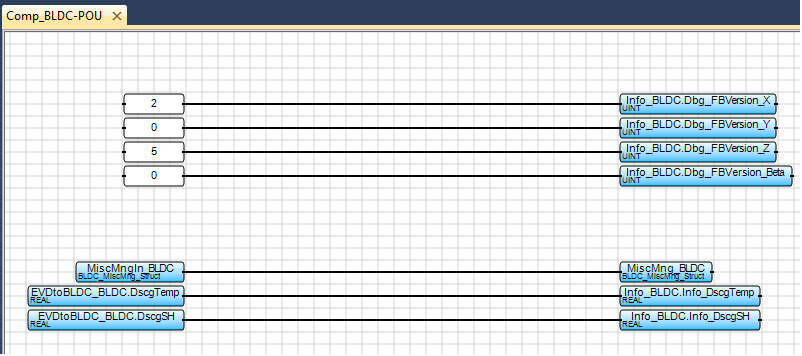 Comp_BLDC-POU
2 Info_BLDC.Dbg_FBVersion_X
UINT
0 Info_BLDC.Dbg_FBVersion_Y
UINT
5 Info_BLDC.Dbg_FBVersion_Z
UINT
0 Info_BLDC.Dbg_FBVersion_Beta
UINT
MiscMngIn_BLDC MiscMng_BLDC
BLDC_MiscMng_Struct BLDC_MiscMng_Struct
EVDtoBLDC_BLDC.DscgTemp Info_BLDC.Info_DscgTemp
REAL REAL
EVDtoBLDC_BLDC.DscgSH Info_BLDC.Info_DscgSH
REAL REAL